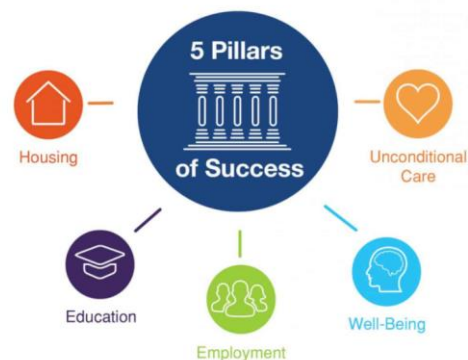 5 Pillars
of Success
Housing
Unconditional
Care
Education
Well-Being
Employment